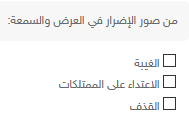 من صور الإضرار في العرض والسمعة:
الغيبة
الاعتداء على الممتلكات
القذف